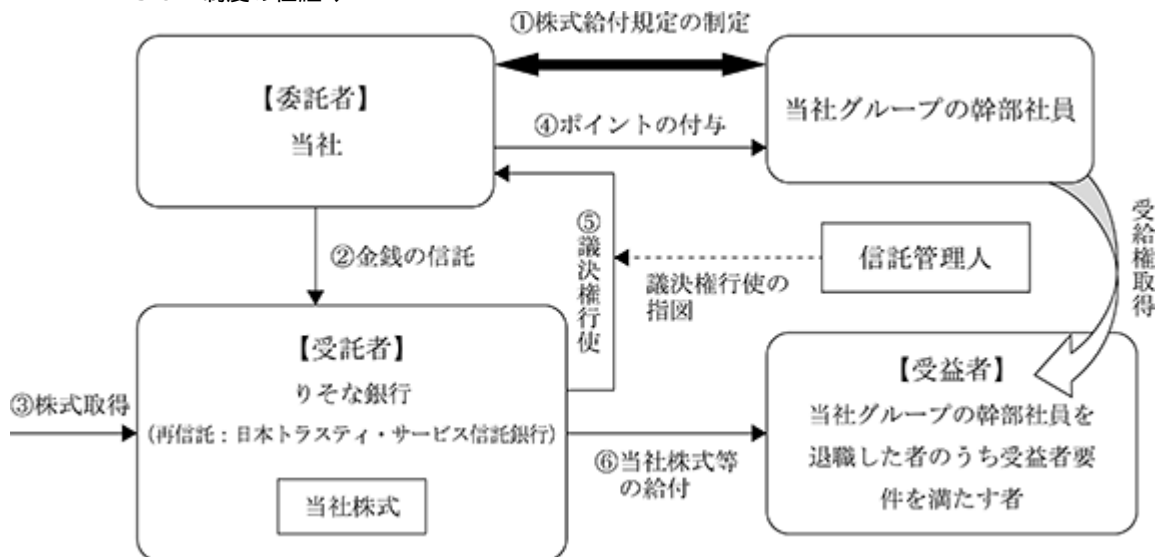 ①株式給付規定の制定
【委託者】
当社
当社グループの幹部社員
④ポイントの付与
②金銭の信託
⑤議決権行使
議決権行使の
指図
信託管理人
受給権取得
【受託者】
りそな銀行
(再信託：日本トラスティ・サービス信託銀行)
当社株式
③株式取得
⑥当社株式等
の給付
【受益者】
当社グループの幹部社員を
退職した者のうち受益者要
件を満たす者